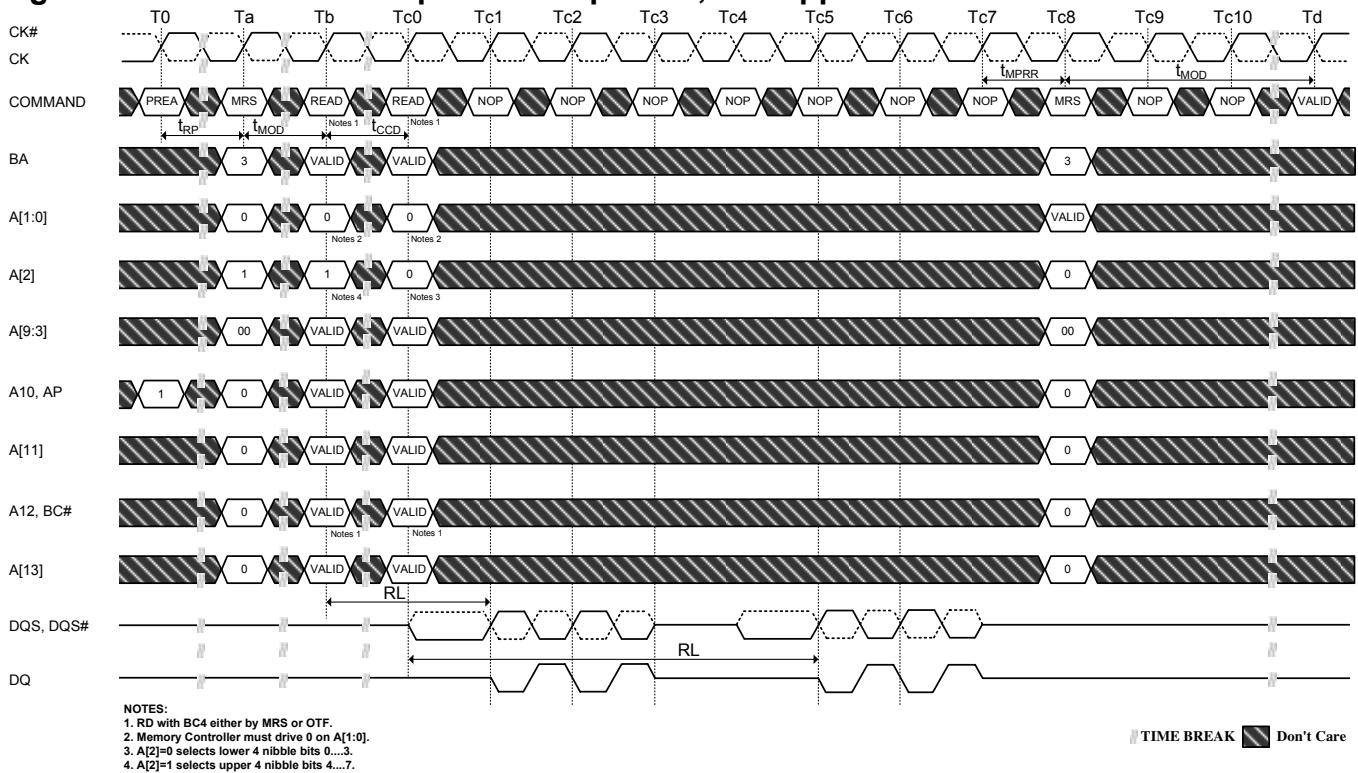 T0 Ta Tb Tc0 Tc1 Tc2 Tc3 Tc4 Tc5 Tc6 Tc7 Tc8 Tc9 Tc10 Td
CK#
CK
tMPRR tMOD
COMMAND PREA MRS READ READ NOP NOP NOP NOP NOP NOP NOP MRS NOP NOP VALID
Notes 1 Notes 1
tRP tMOD tCCD
BA 3 VALID VALID 3
A[1:0] 0 0 0 VALID
Notes 2 Notes 2
A[2] 1 1 0 0
Notes 4 Notes 3
A[9:3] 00 VALID VALID 00
A10, AP 1 0 VALID VALID 0
A[11] 0 VALID VALID 0
A12, BC# 0 VALID VALID 0
Notes 1 Notes 1
A[13] 0 VALID VALID 0
RL
DQS, DQS#
RL
DQ
NOTES:
1. RD with BC4 either by MRS or OTF.
2. Memory Controller must drive 0 on A[1:0].
3. A[2]=0 selects lower 4 nibble bits 0....3.
4. A[2]=1 selects upper 4 nibble bits 4....7.
TIME BREAK Don't Care